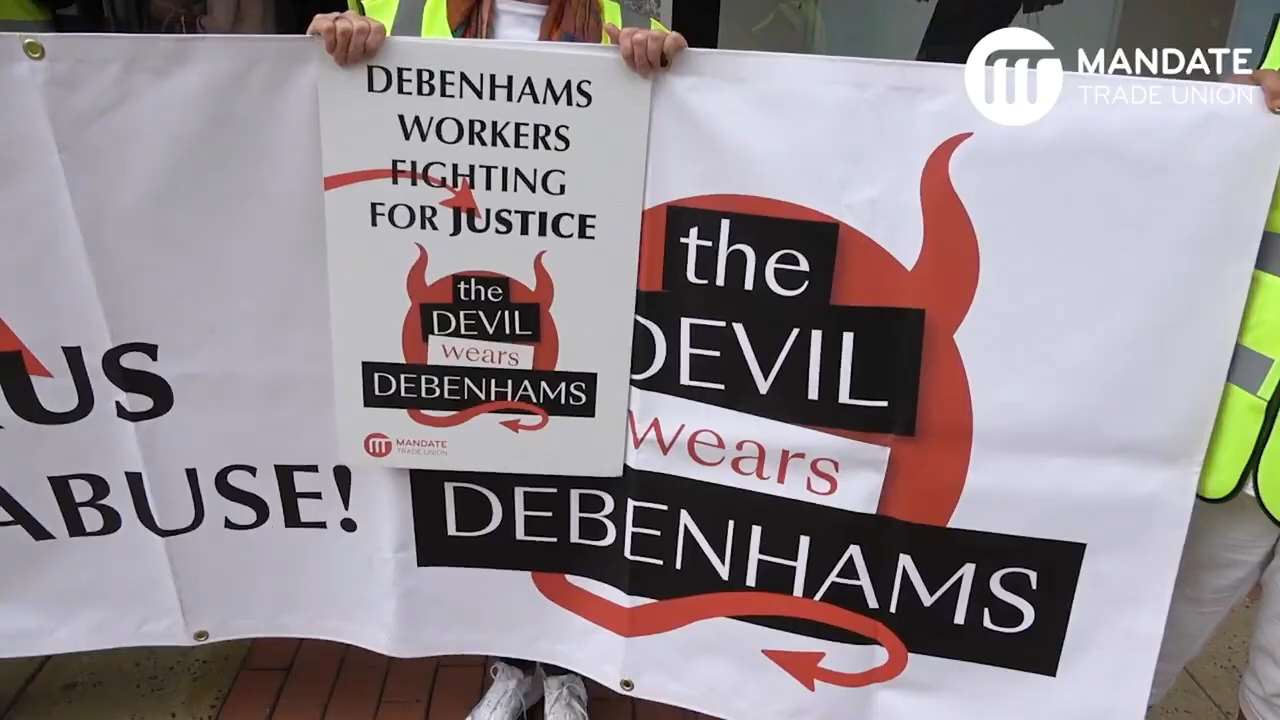 MANDATE
TRADE UNION
DEBENHAMS
WORKERS
FIGHTING
FOR JUSTICE
the
DEVIL
wears
DEBENHAMS
MANDATE
TRADE UNION
US
ABUSE!
the
DEVIL
wears
DEBENHAMS